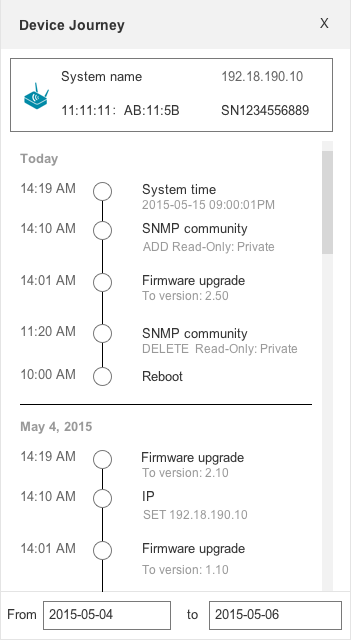 Device Journey X
System name 192.18.190.10
11:11:11: AB:11:5B SN1234556889
Today
14:19 AM System time
2015-05-15 09:00:01PM
14:10 AM SNMP community
ADD Read-Only: Private
14:01 AM Firmware upgrade
To version: 2.50
11:20 AM SNMP community
DELETE Read-Only: Private
10:00 AM Reboot
May 4, 2015
14:19 AM Firmware upgrade
To version: 2.10
14:10 AM IP
SET 192.18.190.10
14:01 AM Firmware upgrade
To version: 1.10
From 2015-05-04 to 2015-05-06